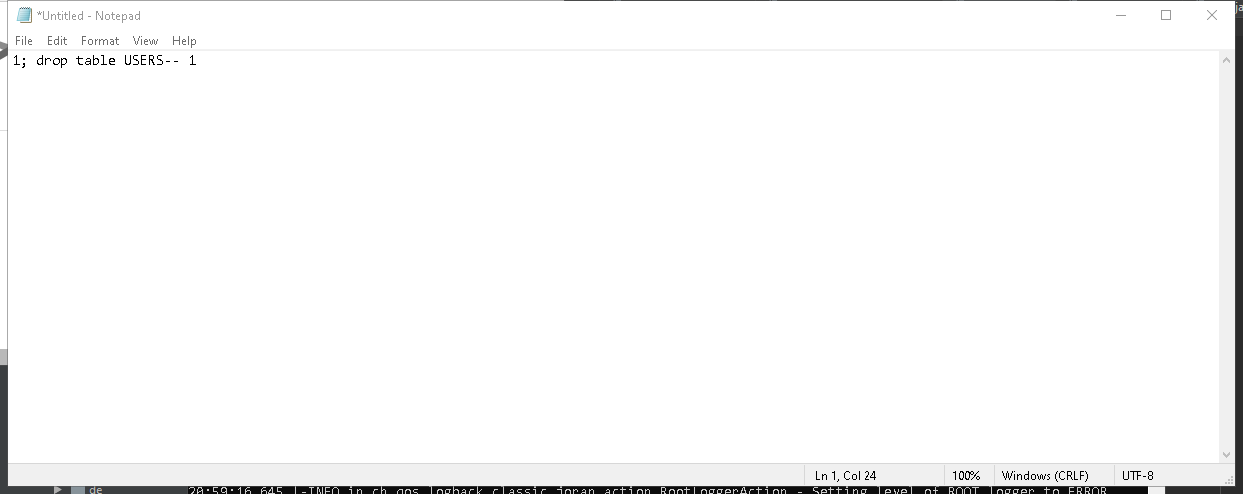 *Untitled - Notepad
File Edit Format View Help
1; drop table USERS-- 1
Ln 1, Col 24 100% Windows (CRLF) UTF-8
de 20:59:16,645 |-INFO in ch.qos.logback.classic.joran.action.RootLoggerAction - Setting level of ROOT logger to ERROR